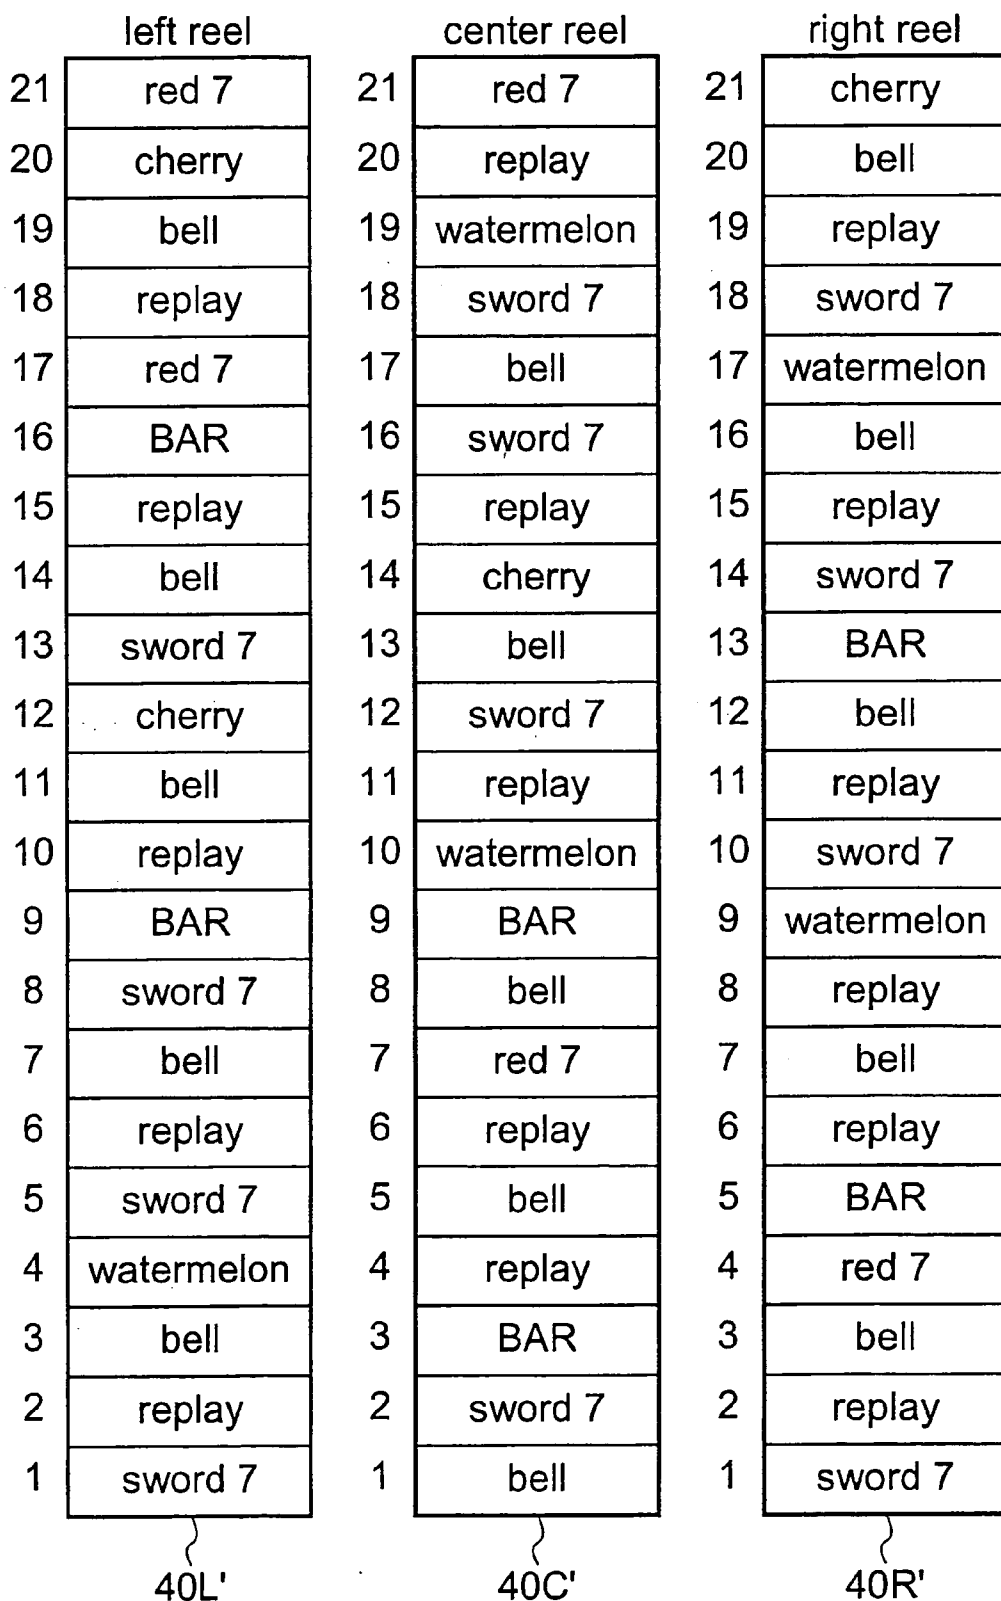 left reel center reel right reel
21 red 7 21 red 7 21 cherry
20 cherry 20 replay 20 bell
19 bell 19 watermelon 19 replay
18 replay 18 sword 7 18 sword 7
17 red 7 17 bell 17 watermelon
16 BAR 16 sword 7 16 bell
15 replay 15 replay 15 replay
14 bell 14 cherry 14 sword 7
13 sword 7 13 bell 13 BAR
12 cherry 12 sword 7 12 bell
11 bell 11 replay 11 replay
10 replay 10 watermelon 10 sword 7
9 BAR 9 BAR 9 watermelon
8 sword 7 8 bell 8 replay
7 bell 7 red 7 7 bell
6 replay 6 replay 6 replay
5 sword 7 5 bell 5 BAR
4 watermelon 4 replay 4 red 7
3 bell 3 BAR 3 bell
2 replay 2 sword 7 2 replay
1 sword 7 1 bell 1 sword 7
40L' 40C' 40R'